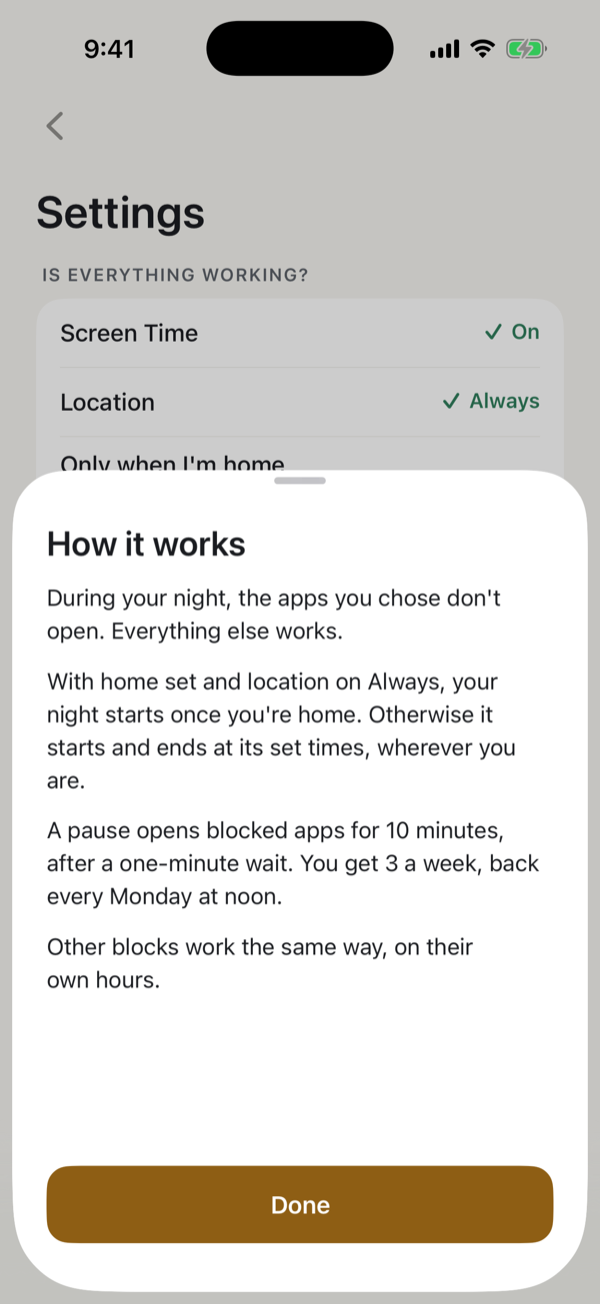 9:41
Settings
IS EVERYTHING WORKING?
Screen Time
On
Location
Always
Only when I'm home
How it works
During your night, the apps you chose don't
open. Everything else works.
With home set and location on Always, your
night starts once you're home. Otherwise it
starts and ends at its set times, wherever you
are.
A pause opens blocked apps for 10 minutes,
after a one-minute wait. You get 3 a week, back
every Monday at noon.
Other blocks work the same way, on their
own hours.
Done